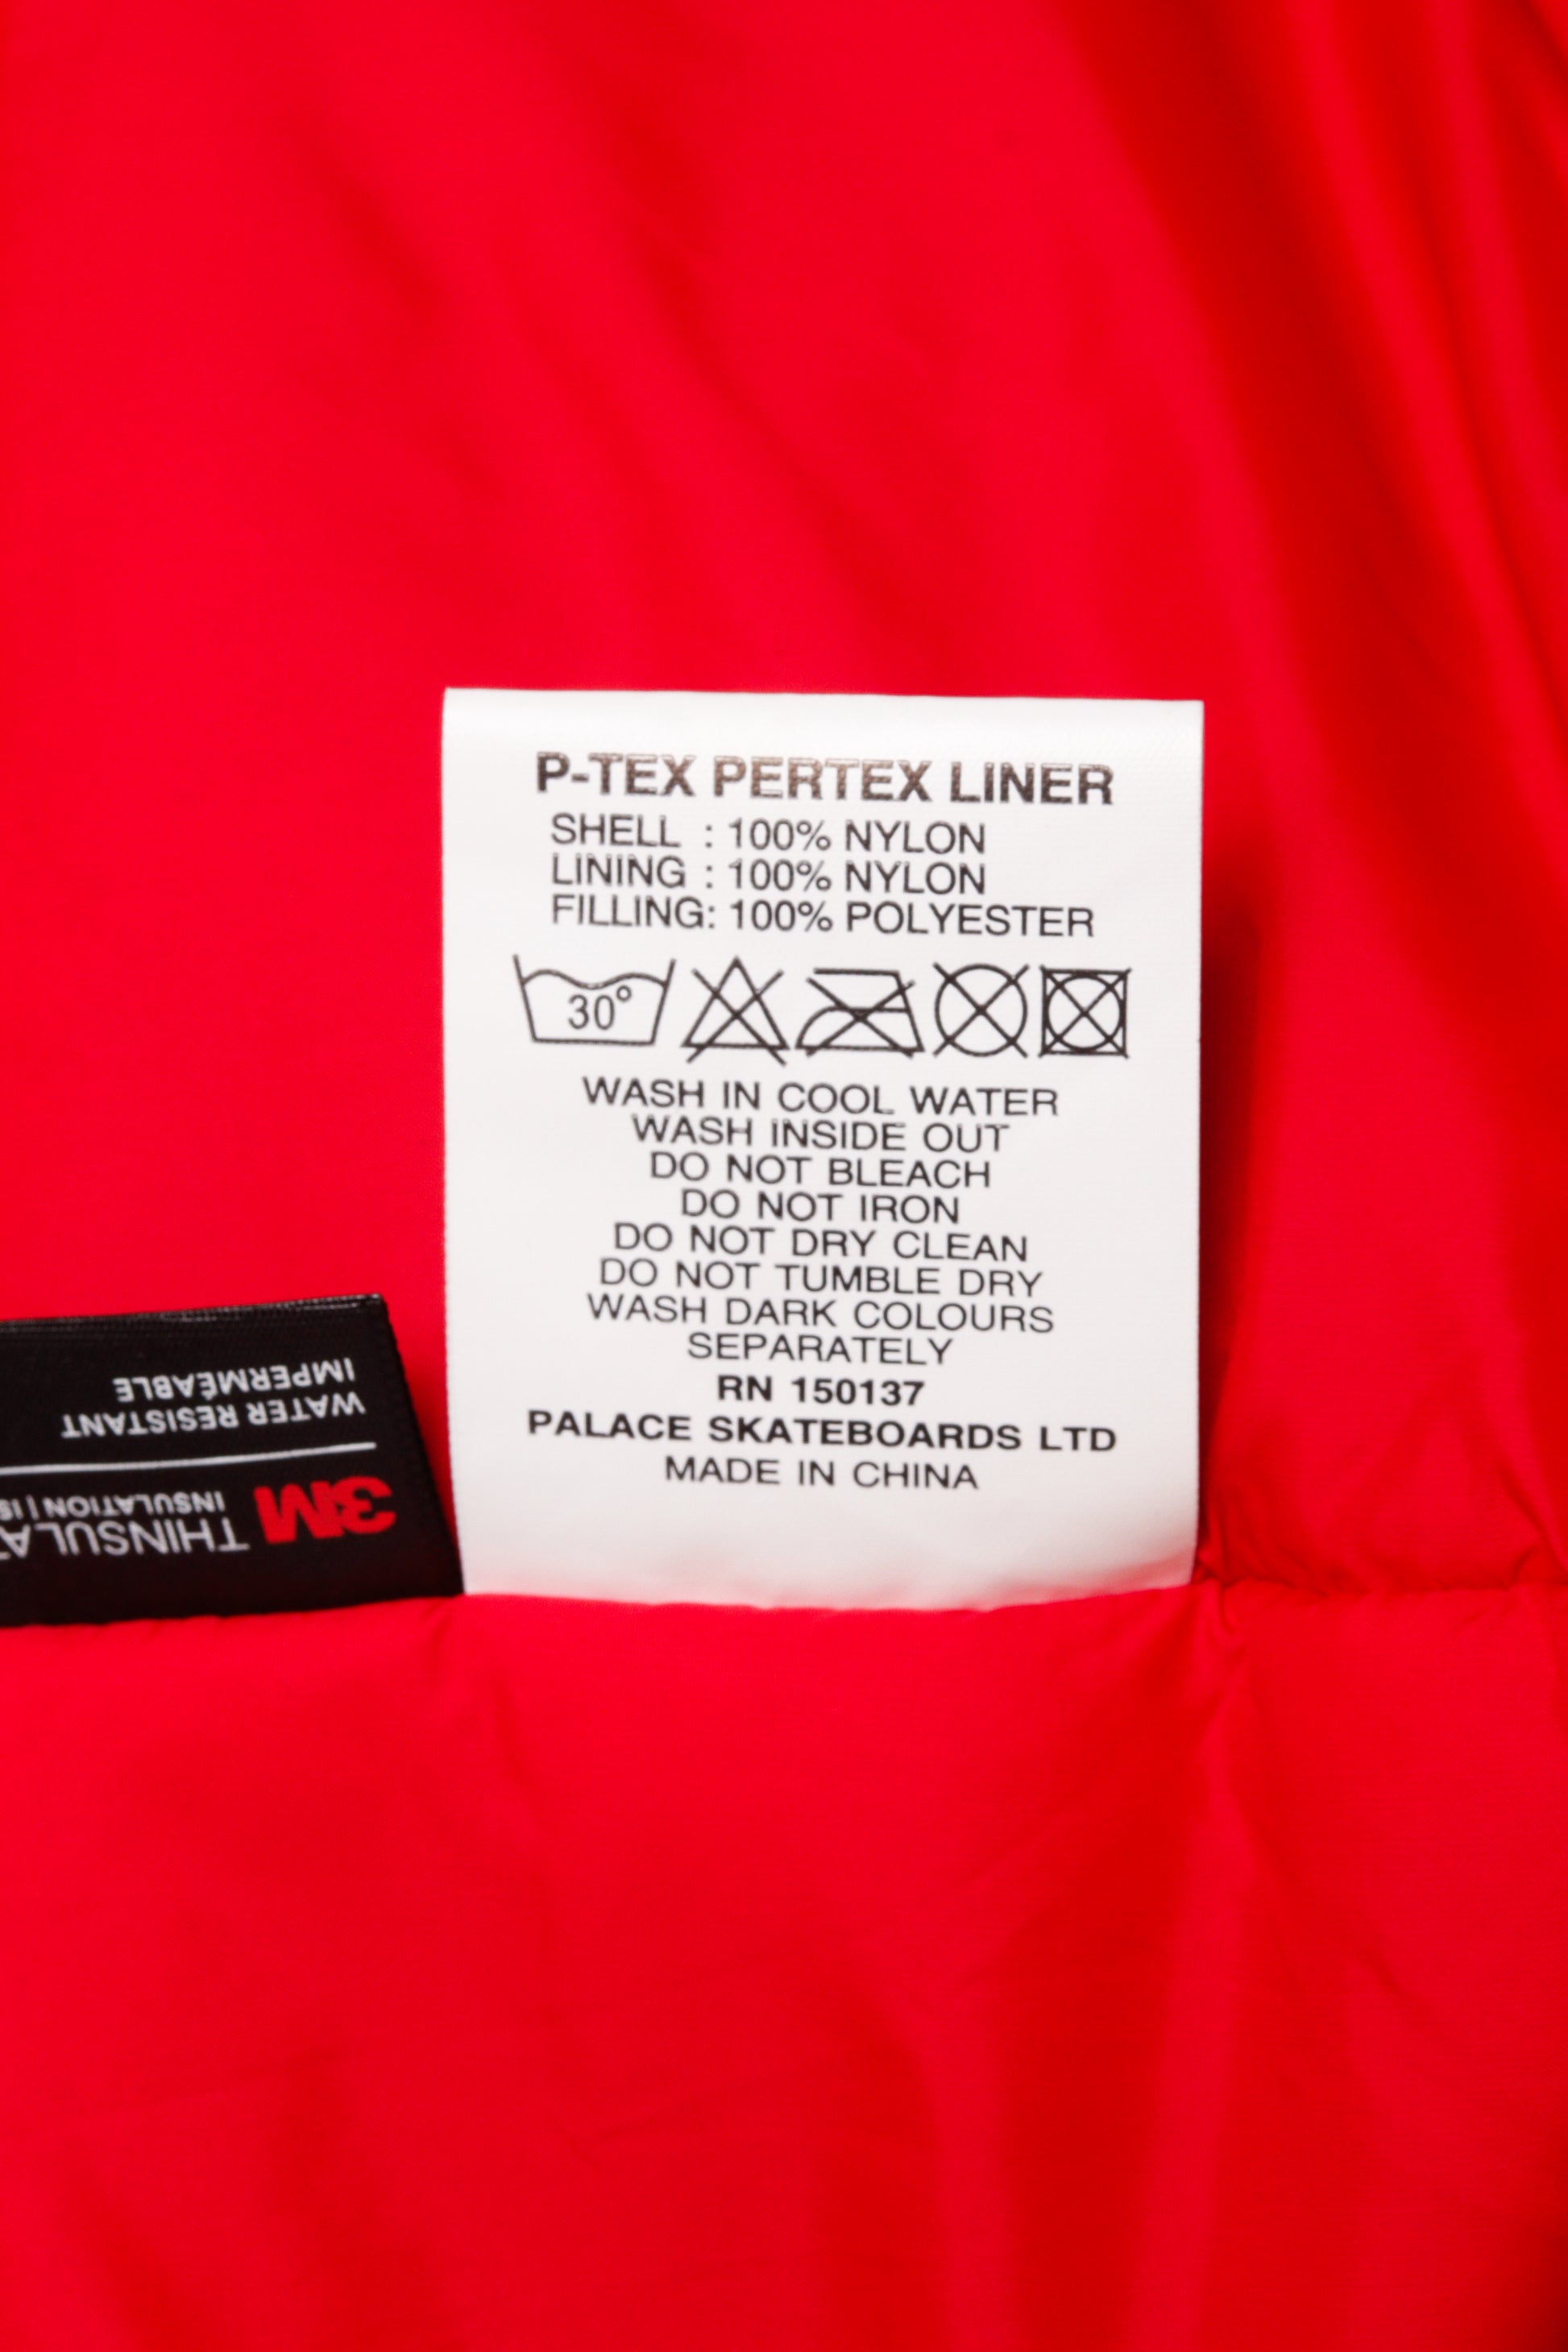 P-TEX PERTEX LINER
SHELL : 100% NYLON
LINING : 100% NYLON
FILLING: 100% POLYESTER
30°
WASH IN COOL WATER
WASH INSIDE OUT
DO NOT BLEACH
DO NOT IRON
DO NOT DRY CLEAN
DO NOT TUMBLE DRY
WASH DARK COLOURS
SEPARATELY
RN 150137
PALACE SKATEBOARDS LTD
MADE IN CHINA
3M THINSULA
INSULATION |
WATER RESISTANT
IMPERMÉABLE